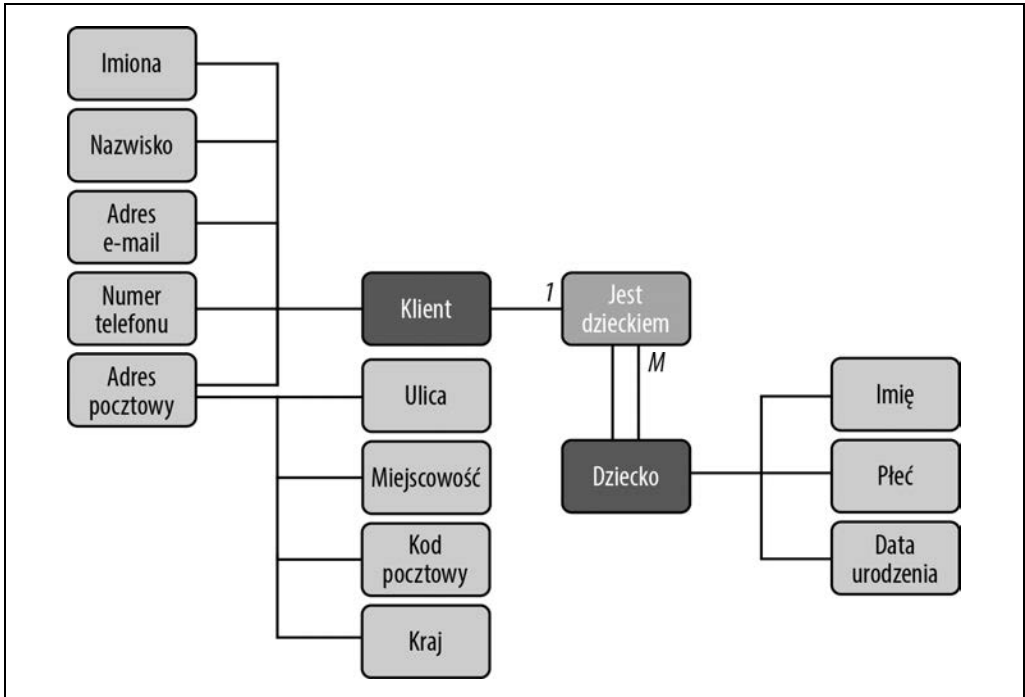 Imiona
Nazwisko
Adres
e-mail
Numer
telefonu
Adres
pocztowy
Klient
1
Jest
dzieckiem
M
Ulica
Miejscowość
Kod
pocztowy
Kraj
Dziecko
Imię
Płeć
Data
urodzenia